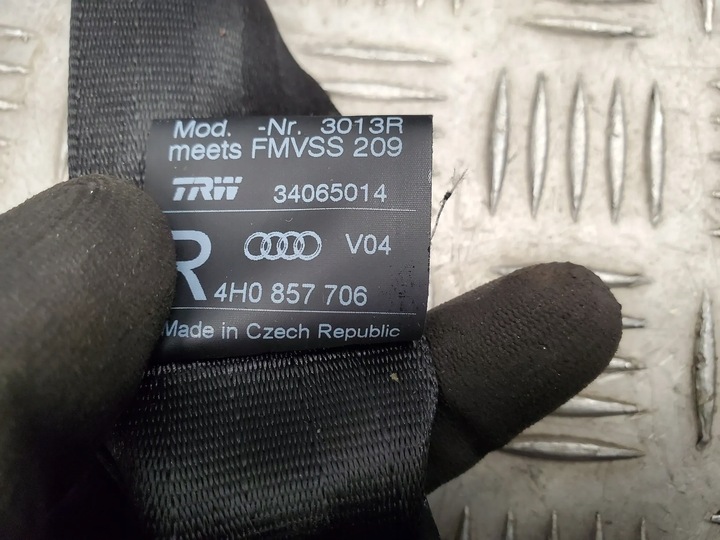 Mod. -Nr. 3013R
meets FMVSS 209
TRW 34065014
R V04
4H0 857 706
Made in Czech Republic